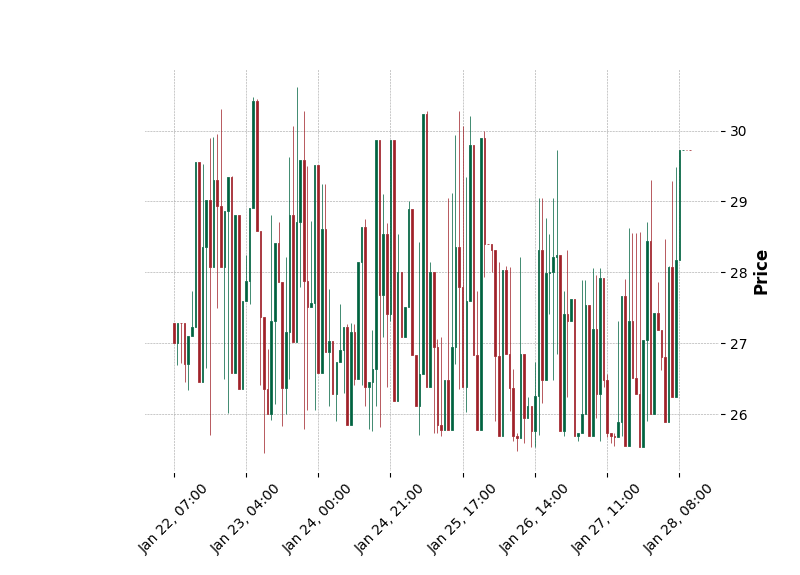 30
29
28
27
26
Price
Jan 22, 07:00
Jan 23, 04:00
Jan 24, 00:00
Jan 24, 21:00
Jan 25, 17:00
Jan 26, 14:00
Jan 27, 11:00
Jan 28, 08:00